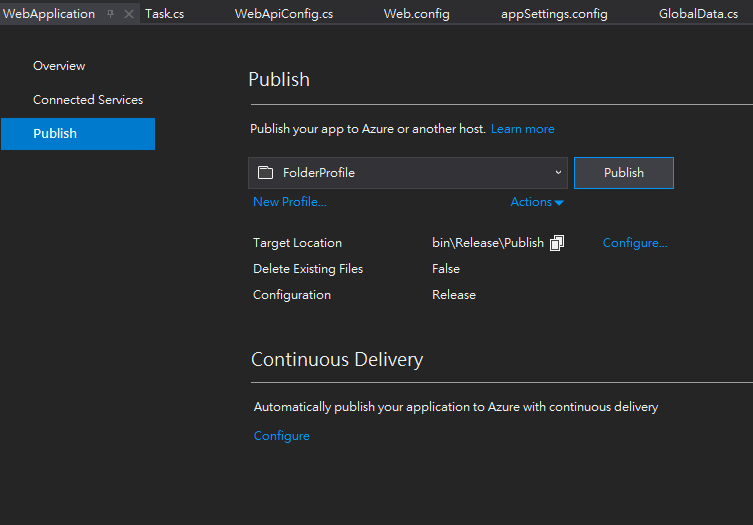 WebApplication Task.cs WebApiConfig.cs Web.config appSettings.config GlobalData.cs
Overview
Connected Services
Publish
Publish
Publish your app to Azure or another host. Learn more
FolderProfile Publish
New Profile... Actions
Target Location bin\Release\Publish Configure...
Delete Existing Files False
Configuration Release
Continuous Delivery
Automatically publish your application to Azure with continuous delivery
Configure